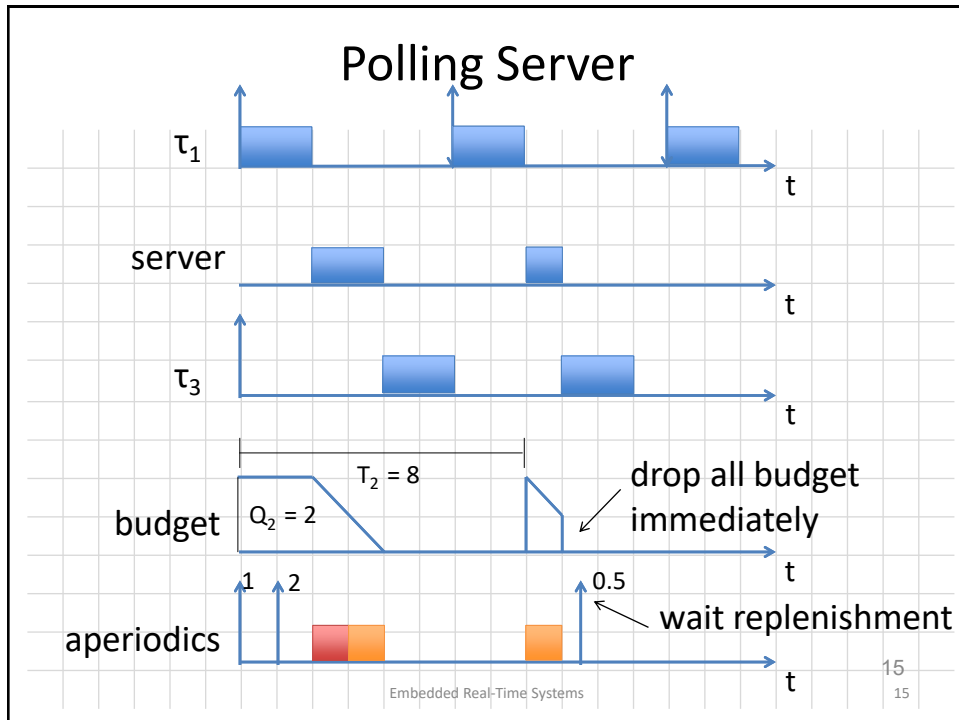 Polling Server
τ1
t
server
t
τ3
t
T2 = 8
drop all budget
immediately
budget
Q2 = 2
t
1
2
0.5
wait replenishment
aperiodics
t
15
Embedded Real-Time Systems
15